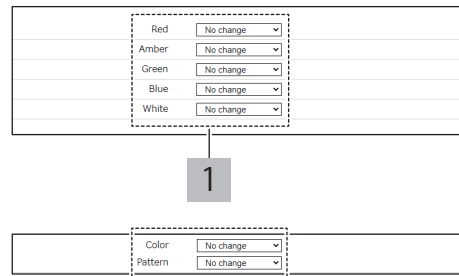 Red No change
Amber No change
Green No change
Blue No change
White No change
1
Color No change
Pattern No change